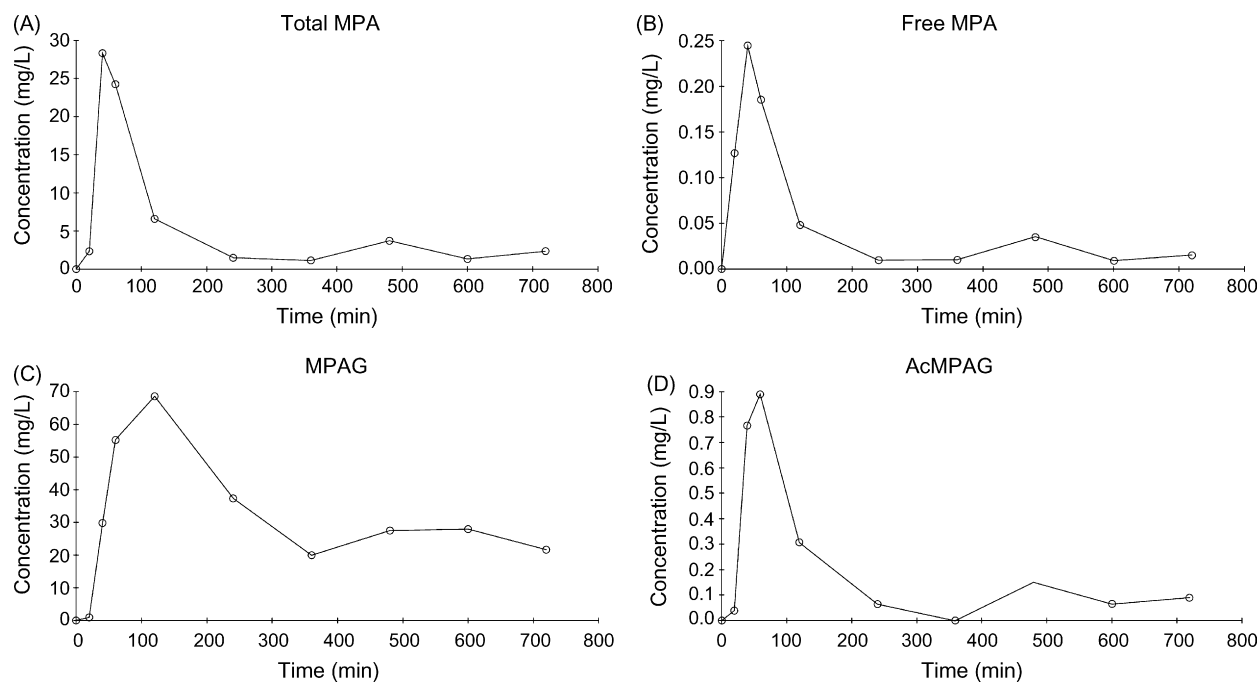 (A) Total MPA
Concentration (mg/L)
30
25
20
15
10
5
0
0 100 200 300 400 500 600 700 800
Time (min)
(B) Free MPA
Concentration (mg/L)
0.25
0.20
0.15
0.10
0.05
0.00
0 100 200 300 400 500 600 700 800
Time (min)
(C) MPAG
Concentration (mg/L)
70
60
50
40
30
20
10
0
0 100 200 300 400 500 600 700 800
Time (min)
(D) AcMPAG
Concentration (mg/L)
0.9
0.8
0.7
0.6
0.5
0.4
0.3
0.2
0.1
0.0
0 100 200 300 400 500 600 700 800
Time (min)